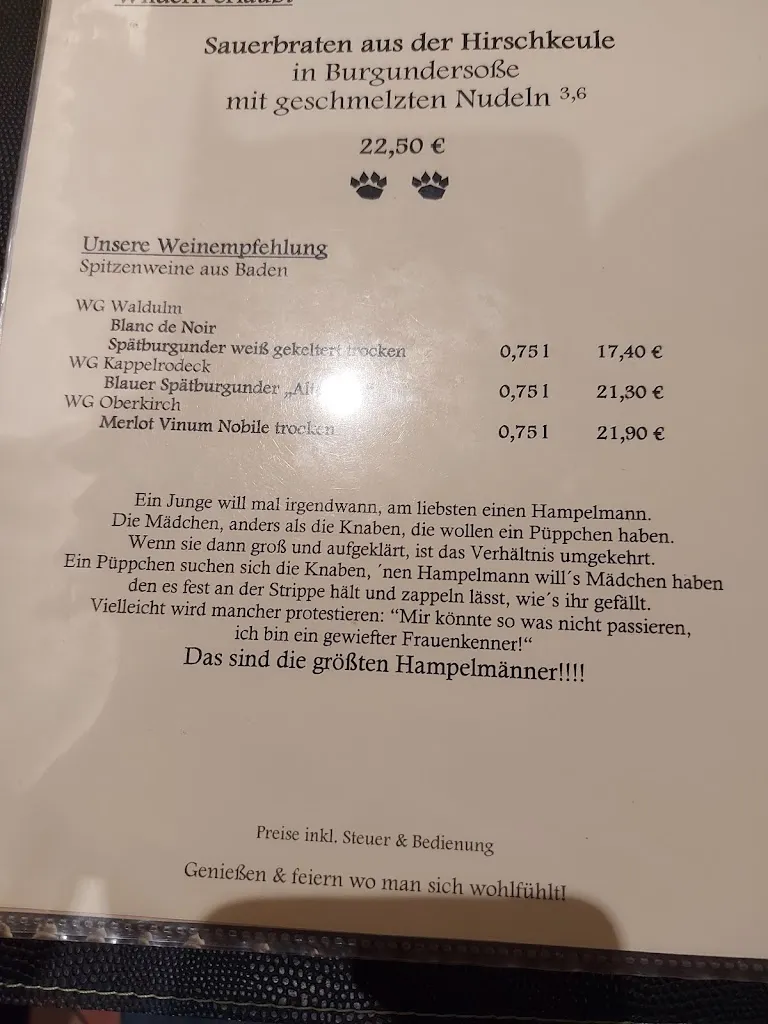 Wildern erlaubt
Sauerbraten aus der Hirschkeule
in Burgundersoße
mit geschmelzten Nudeln 3,6
22,50 €
Unsere Weinempfehlung
Spitzenweine aus Baden
WG Waldulm
Blanc de Noir
Spätburgunder weiß gekeltert trocken 0,75 l 17,40 €
WG Kappelrodeck
Blauer Spätburgunder 0,75 l 21,30 €
WG Oberkirch
Merlot Vinum Nobile trocken 0,75 l 21,90 €
Ein Junge will mal irgendwann, am liebsten einen Hampelmann.
Die Mädchen, anders als die Knaben, die wollen ein Püppchen haben.
Wenn sie dann groß und aufgeklärt, ist das Verhältnis umgekehrt.
Ein Püppchen suchen sich die Knaben, ´nen Hampelmann will´s Mädchen haben
den es fest an der Strippe hält und zappeln lässt, wie´s ihr gefällt.
Vielleicht wird mancher protestieren: “Mir könnte so was nicht passieren,
ich bin ein gewiefter Frauenkenner!“
Das sind die größten Hampelmänner!!!!
Preise inkl. Steuer & Bedienung
Genießen & feiern wo man sich wohlfühlt!